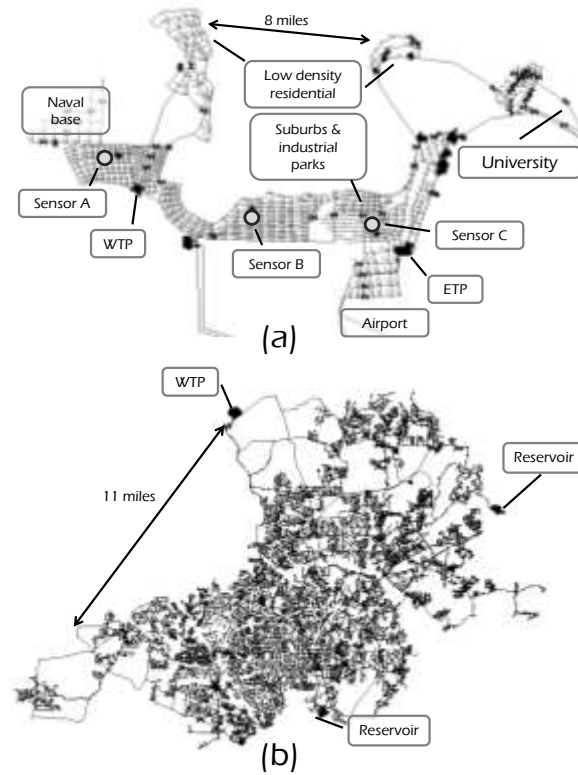 8 miles
Low density
residential
Naval
base
Suburbs &
industrial
parks
University
Sensor A
WTP
Sensor B
Sensor C
ETP
Airport
(a)
WTP
Reservoir
11 miles
Reservoir
(b)